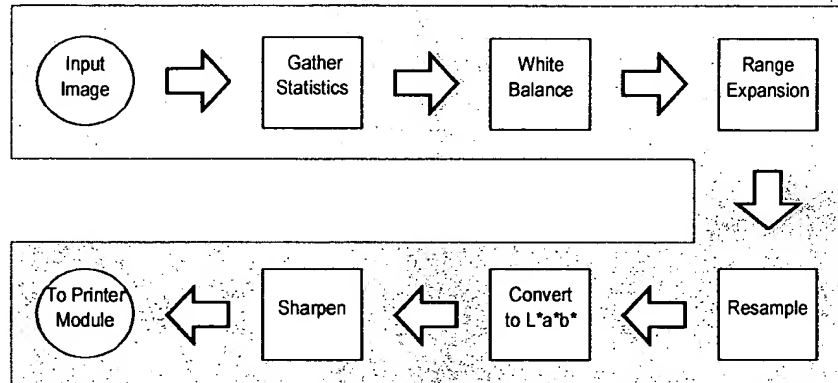 Input
Image
Gather
Statistics
White
Balance
Range
Expansion
Resample
Convert
to L*a*b*
Sharpen
To Printer
Module